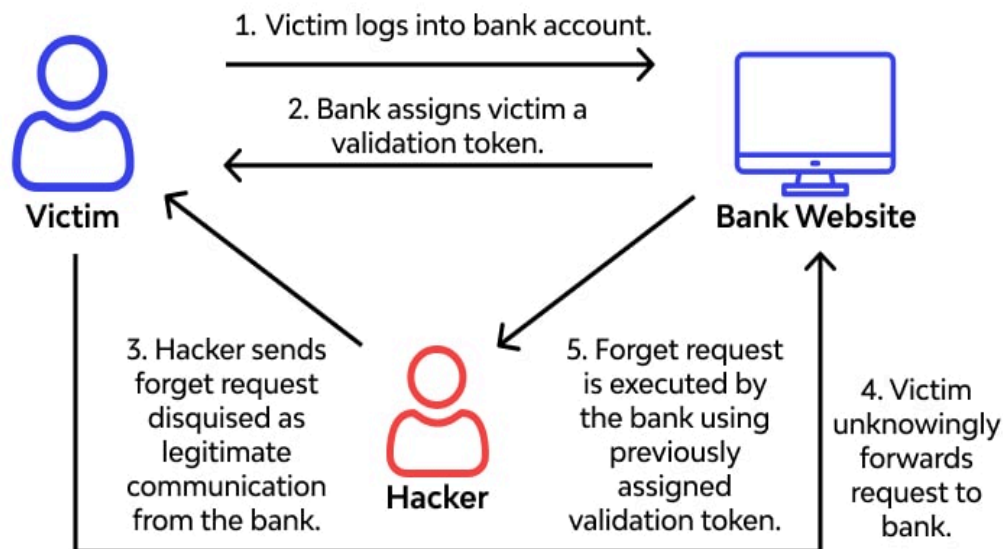 1. Victim logs into bank account.
2. Bank assigns victim a
validation token.
Victim
Bank Website
3. Hacker sends
forget request
disquised as
legitimate
communication
from the bank.
Hacker
5. Forget request
is executed by
the bank using
previously
assigned
validation token.
4. Victim
unknowingly
forwards
request to
bank.